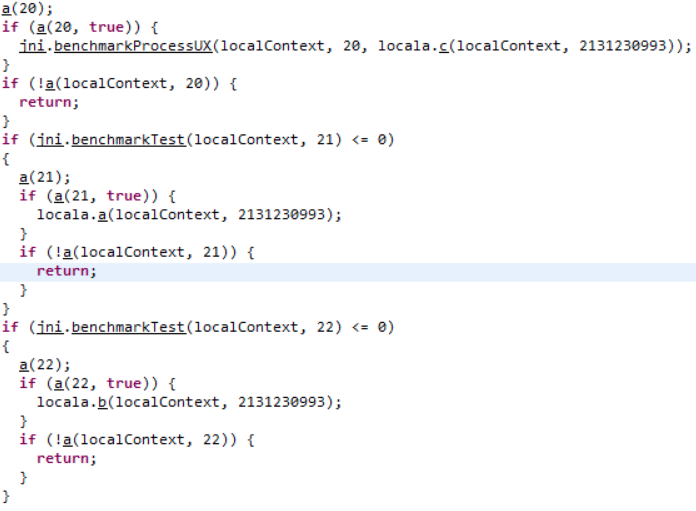 a(20);
if (a(20, true)) {
  jni.benchmarkProcessUX(localContext, 20, locala.c(localContext, 2131230993));
}
if (!a(localContext, 20)) {
  return;
}
if (jni.benchmarkTest(localContext, 21) <= 0)
{
  a(21);
  if (a(21, true)) {
    locala.a(localContext, 2131230993);
  }
  if (!a(localContext, 21)) {
    return;
  }
}
if (jni.benchmarkTest(localContext, 22) <= 0)
{
  a(22);
  if (a(22, true)) {
    locala.b(localContext, 2131230993);
  }
  if (!a(localContext, 22)) {
    return;
  }
}